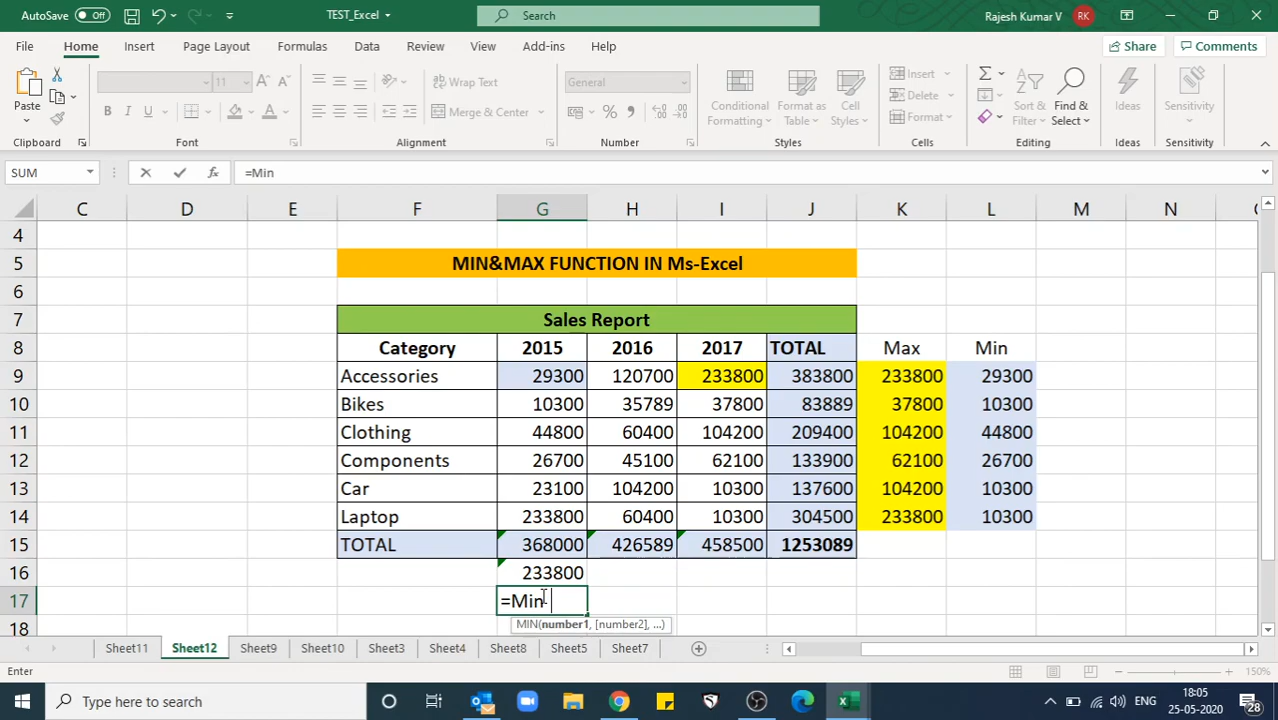 AutoSave Off TEST_Excel Search Rajesh Kumar V RK
File Home Insert Page Layout Formulas Data Review View Add-ins Help Share Comments
Paste 11 A A Wrap Text General Conditional Format as Cell Insert Σ Sort & Find & Ideas Sensitivity
B I U A Merge & Center % , Formatting Table Styles Delete Format Filter Select
Clipboard Font Alignment Number Styles Cells Editing Ideas Sensitivity
SUM fx =Min
C D E F G H I J K L M N
4
5 MIN&MAX FUNCTION IN Ms-Excel
6
7 Sales Report
8 Category 2015 2016 2017 TOTAL Max Min
9 Accessories 29300 120700 233800 383800 233800 29300
10 Bikes 10300 35789 37800 83889 37800 10300
11 Clothing 44800 60400 104200 209400 104200 44800
12 Components 26700 45100 62100 133900 62100 26700
13 Car 23100 104200 10300 137600 104200 10300
14 Laptop 233800 60400 10300 304500 233800 10300
15 TOTAL 368000 426589 458500 1253089
16 233800
17 =Min
18 MIN(number1, [number2], ...)
Sheet11 Sheet12 Sheet9 Sheet10 Sheet3 Sheet4 Sheet8 Sheet5 Sheet7
Enter 150%
Type here to search ENG 18:05
25-05-2020 28